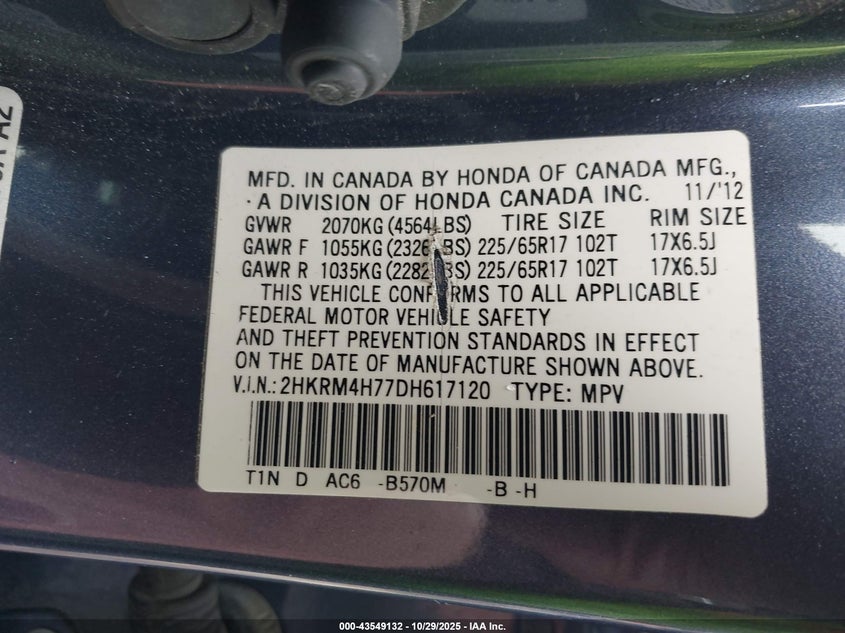 MFD. IN CANADA BY HONDA OF CANADA MFG.,
· A DIVISION OF HONDA CANADA INC. 11/'12
GVWR 2070KG (4564LBS) TIRE SIZE RIM SIZE
GAWR F 1055KG (2326LBS) 225/65R17 102T 17X6.5J
GAWR R 1035KG (2282LBS) 225/65R17 102T 17X6.5J
THIS VEHICLE CONFORMS TO ALL APPLICABLE
FEDERAL MOTOR VEHICLE SAFETY
AND THEFT PREVENTION STANDARDS IN EFFECT
ON THE DATE OF MANUFACTURE SHOWN ABOVE.
V.I.N.: 2HKRM4H77DH617120 TYPE: MPV
T1N D AC6 -B570M -B -H
000-43549132 - 10/29/2025 - IAA Inc.